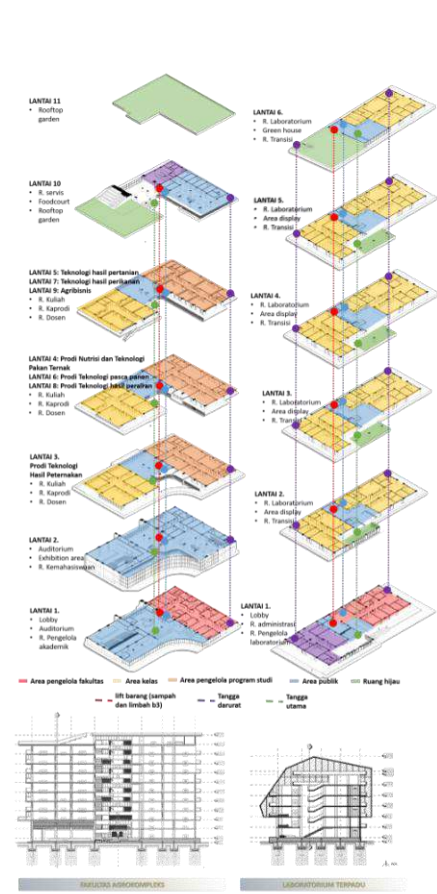 LANTAI 11
• Rooftop
garden
LANTAI 10
• R. servis
• Foodcourt
• Rooftop
garden
LANTAI 5: Teknologi hasil pertanian
LANTAI 7: Teknologi hasil perikanan
LANTAI 9: Agribisnis
• R. Kuliah
• R. Kaprodi
• R. Dosen
LANTAI 4: Prodi Nutrisi dan Teknologi
Pakan Ternak
LANTAI 6: Prodi Teknologi pasca panen
LANTAI 8: Prodi Teknologi hasil perairan
• R. Kuliah
• R. Kaprodi
• R. Dosen
LANTAI 3.
Prodi Teknologi
Hasil Peternakan
• R. Kuliah
• R. Kaprodi
• R. Dosen
LANTAI 2.
• Auditorium
• Exhibition area
• R. Kemahasiswaan
LANTAI 1.
• Lobby
• Auditorium
• R. Pengelola
akademik
LANTAI 6.
• R. Laboratorium
• Green house
• R. Transisi
LANTAI 5.
• R. Laboratorium
• Area display
• R. Transisi
LANTAI 4.
• R. Laboratorium
• Area display
• R. Transisi
LANTAI 3.
• R. Laboratorium
• Area display
• R. Transisi
LANTAI 2.
• R. Laboratorium
• Area display
• R. Transisi
LANTAI 1.
• Lobby
• R. administrasi
• R. Pengelola
laboratorium
Area pengelola fakultas
Area kelas
Area pengelola program studi
Area publik
Ruang hijau
lift barang (sampah
dan limbah b3)
Tangga
darurat
Tangga
utama
FAKULTAS AGROKOMPLEKS
LABORATORIUM TERPADU